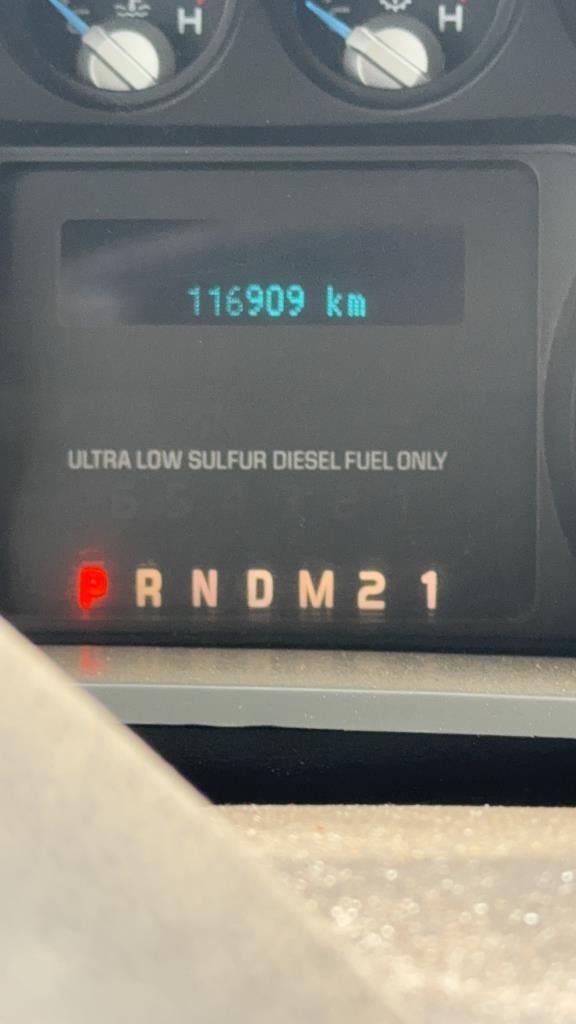 H H
116909 km
ULTRA LOW SULFUR DIESEL FUEL ONLY
P R N D M 2 1